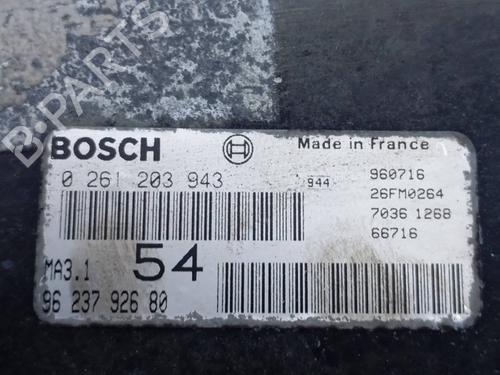 B-PARTS
BOSCH
Made in France
0 261 203 943
944
960716
26FM0264
7036 1268
66716
MA3.1
54
96 237 926 80